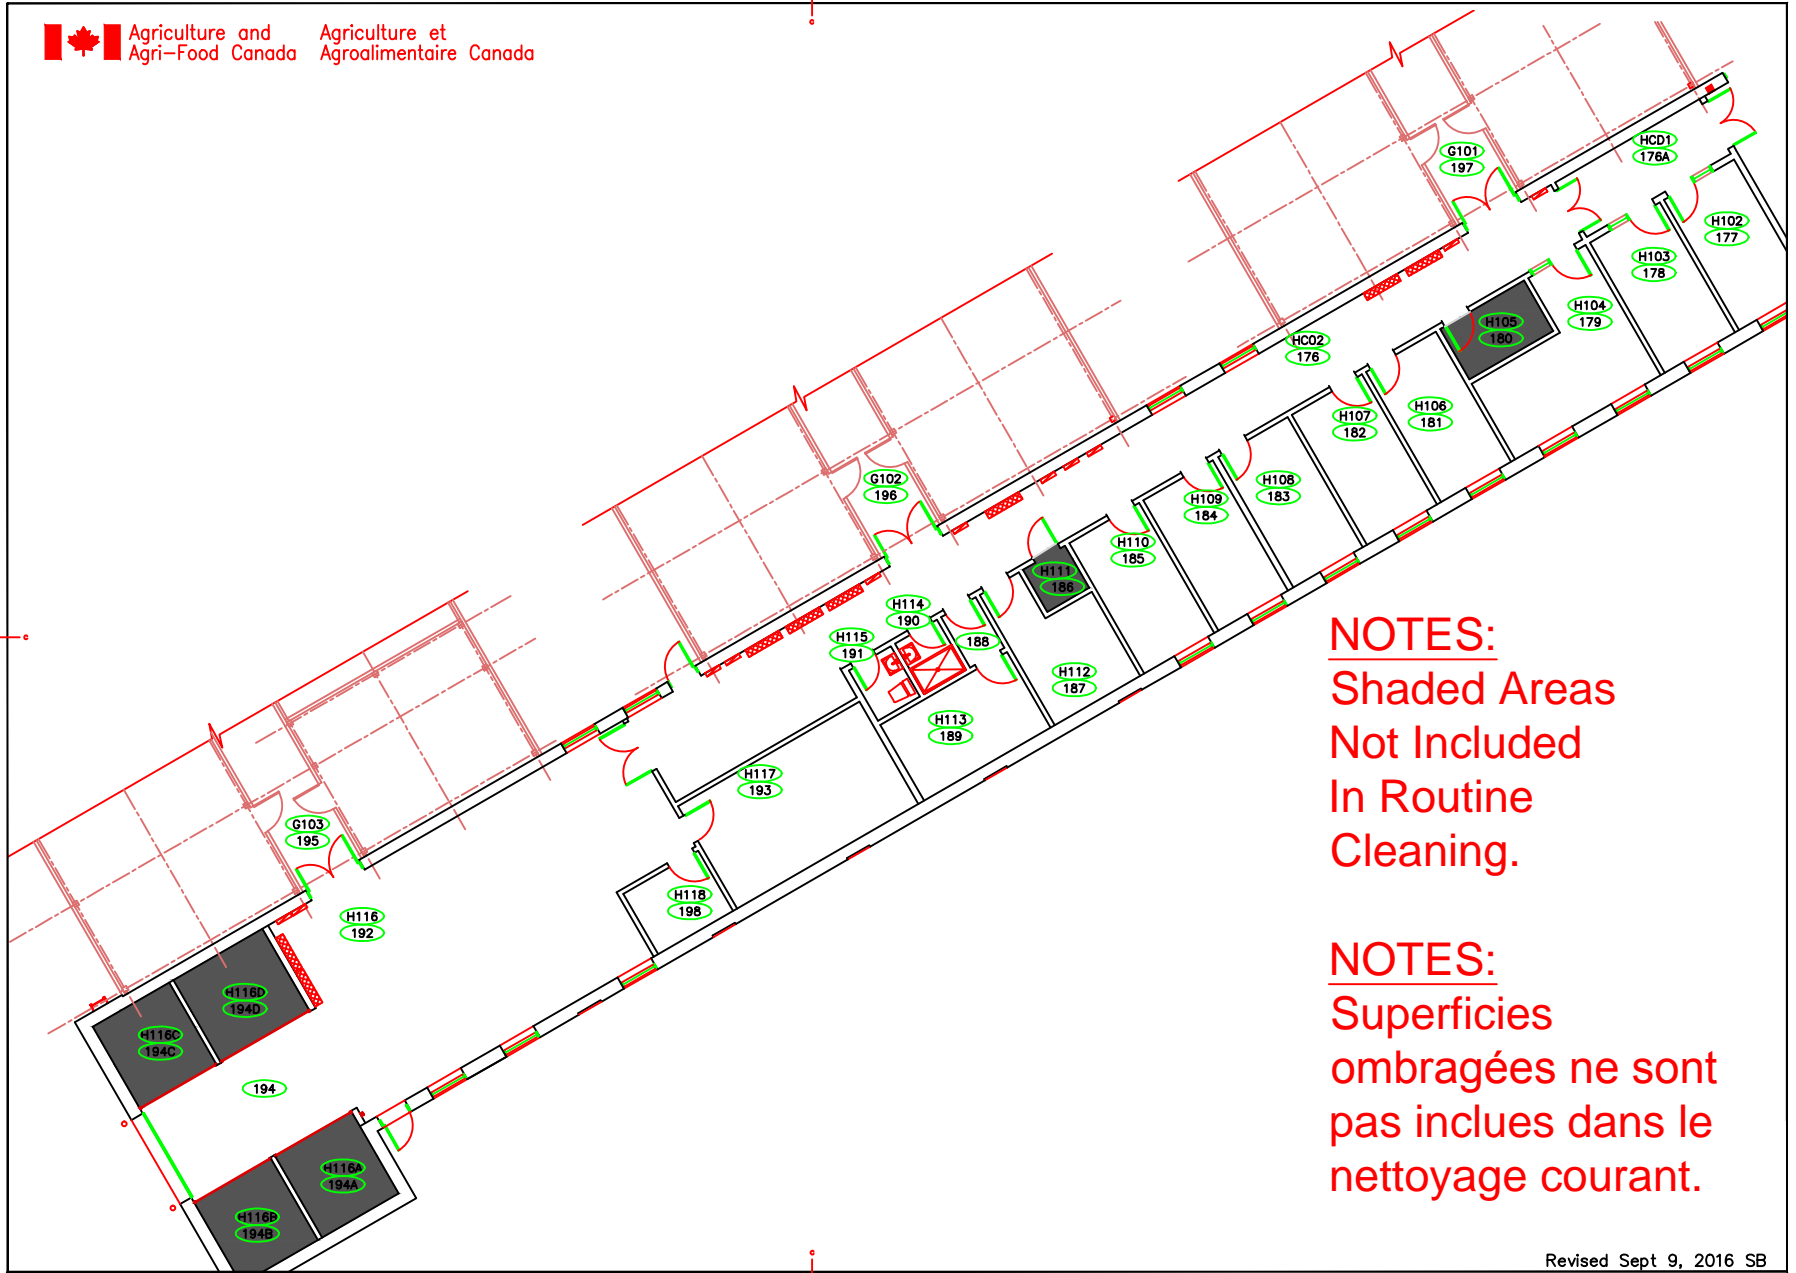 Agriculture and
Agri-Food Canada
Agriculture et
Agroalimentaire Canada
HCD1
176A
G101
197
H102
177
H103
178
H104
179
H105
180
HC02
176
H106
181
H107
182
H108
183
H109
184
G102
196
H110
185
H111
186
H114
190
188
H115
191
H112
187
H113
189
H117
193
G103
195
H118
198
H116
192
H116D
194D
H116C
194C
194
H116A
194A
H116B
194B
NOTES:
Shaded Areas
Not Included
In Routine
Cleaning.
NOTES:
Superficies
ombragées ne sont
pas inclues dans le
nettoyage courant.
Revised Sept 9, 2016 SB